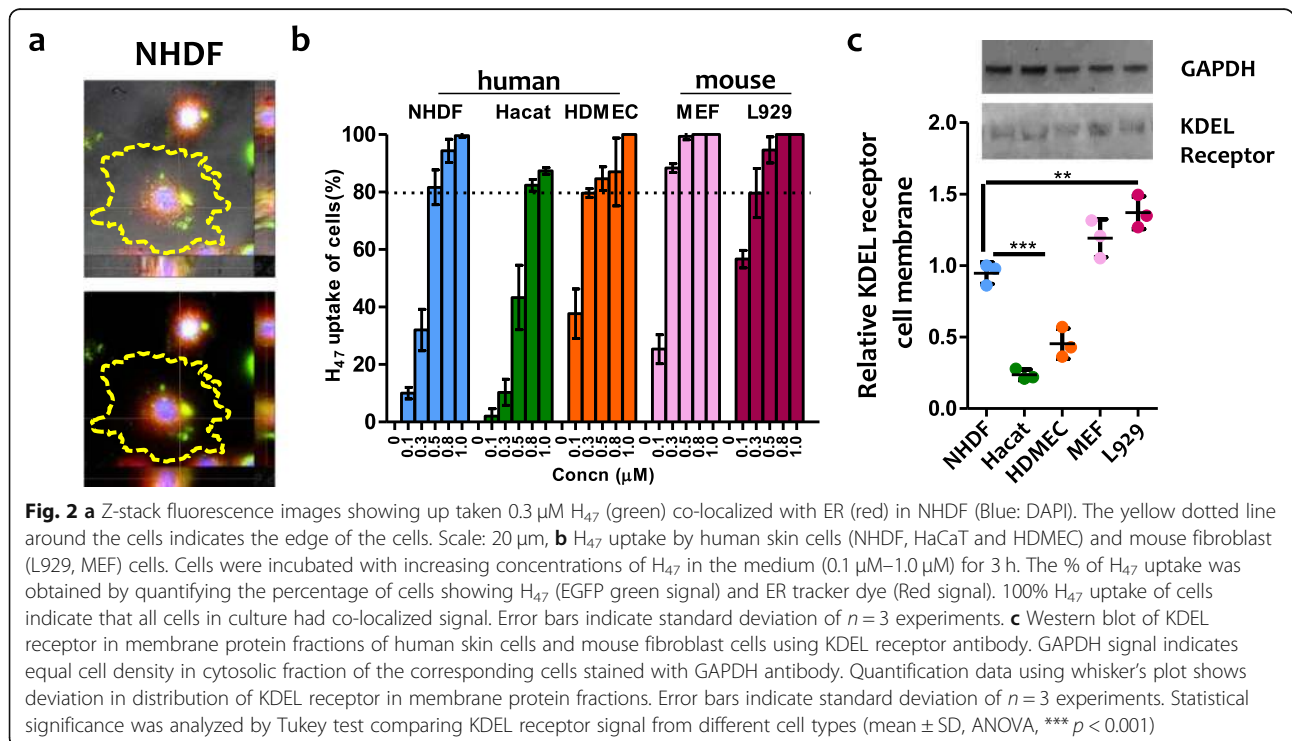 a
NHDF
b
human
mouse
NHDF Hacat HDMEC MEF L929
H47 uptake of cells(%)
100
80
60
40
20
0
0 0.1 0.3 0.5 0.8 1.0 0 0.1 0.3 0.5 0.8 1.0 0 0.1 0.3 0.5 0.8 1.0 0 0.1 0.3 0.5 0.8 1.0 0 0.1 0.3 0.5 0.8 1.0
Concn (µM)
c
GAPDH
KDEL
Receptor
Relative KDEL receptor
cell membrane
2.0
1.5
1.0
0.5
0.0
**
***
NHDF Hacat HDMEC MEF L929
Fig. 2 a Z-stack fluorescence images showing up taken 0.3 µM H47 (green) co-localized with ER (red) in NHDF (Blue: DAPI). The yellow dotted line
around the cells indicates the edge of the cells. Scale: 20 µm, b H47 uptake by human skin cells (NHDF, HaCaT and HDMEC) and mouse fibroblast
(L929, MEF) cells. Cells were incubated with increasing concentrations of H47 in the medium (0.1 µM–1.0 µM) for 3 h. The % of H47 uptake was
obtained by quantifying the percentage of cells showing H47 (EGFP green signal) and ER tracker dye (Red signal). 100% H47 uptake of cells
indicate that all cells in culture had co-localized signal. Error bars indicate standard deviation of n = 3 experiments. c Western blot of KDEL
receptor in membrane protein fractions of human skin cells and mouse fibroblast cells using KDEL receptor antibody. GAPDH signal indicates
equal cell density in cytosolic fraction of the corresponding cells stained with GAPDH antibody. Quantification data using whisker's plot shows
deviation in distribution of KDEL receptor in membrane protein fractions. Error bars indicate standard deviation of n = 3 experiments. Statistical
significance was analyzed by Tukey test comparing KDEL receptor signal from different cell types (mean ± SD, ANOVA, *** p < 0.001)